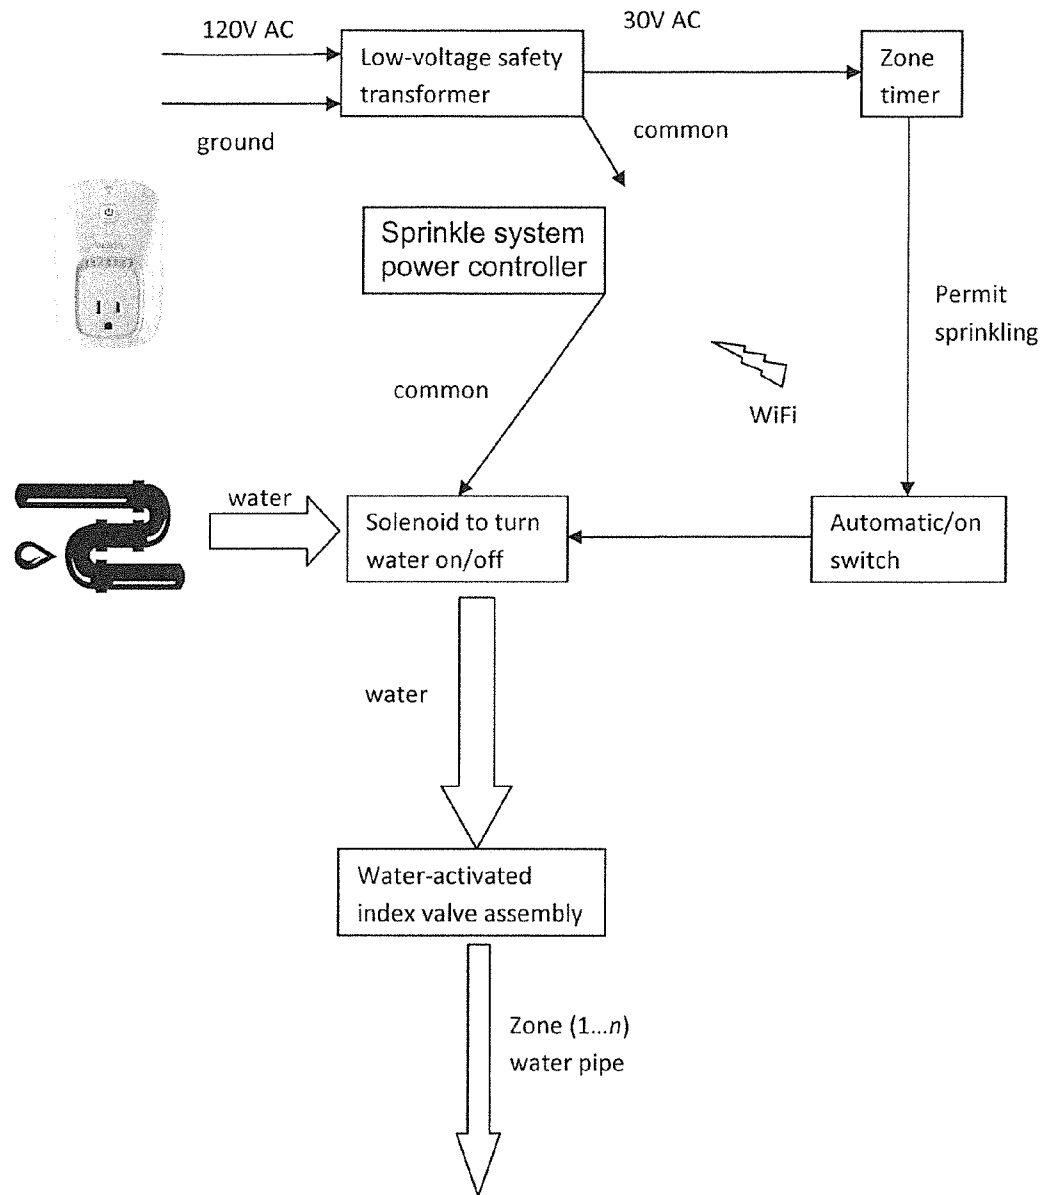 120V AC
30V AC
Low-voltage safety
transformer
Zone
timer
ground
common
Sprinkle system
power controller
Permit
sprinkling
common
WiFi
water
Solenoid to turn
water on/off
Automatic/on
switch
water
Water-activated
index valve assembly
Zone (1...n)
water pipe